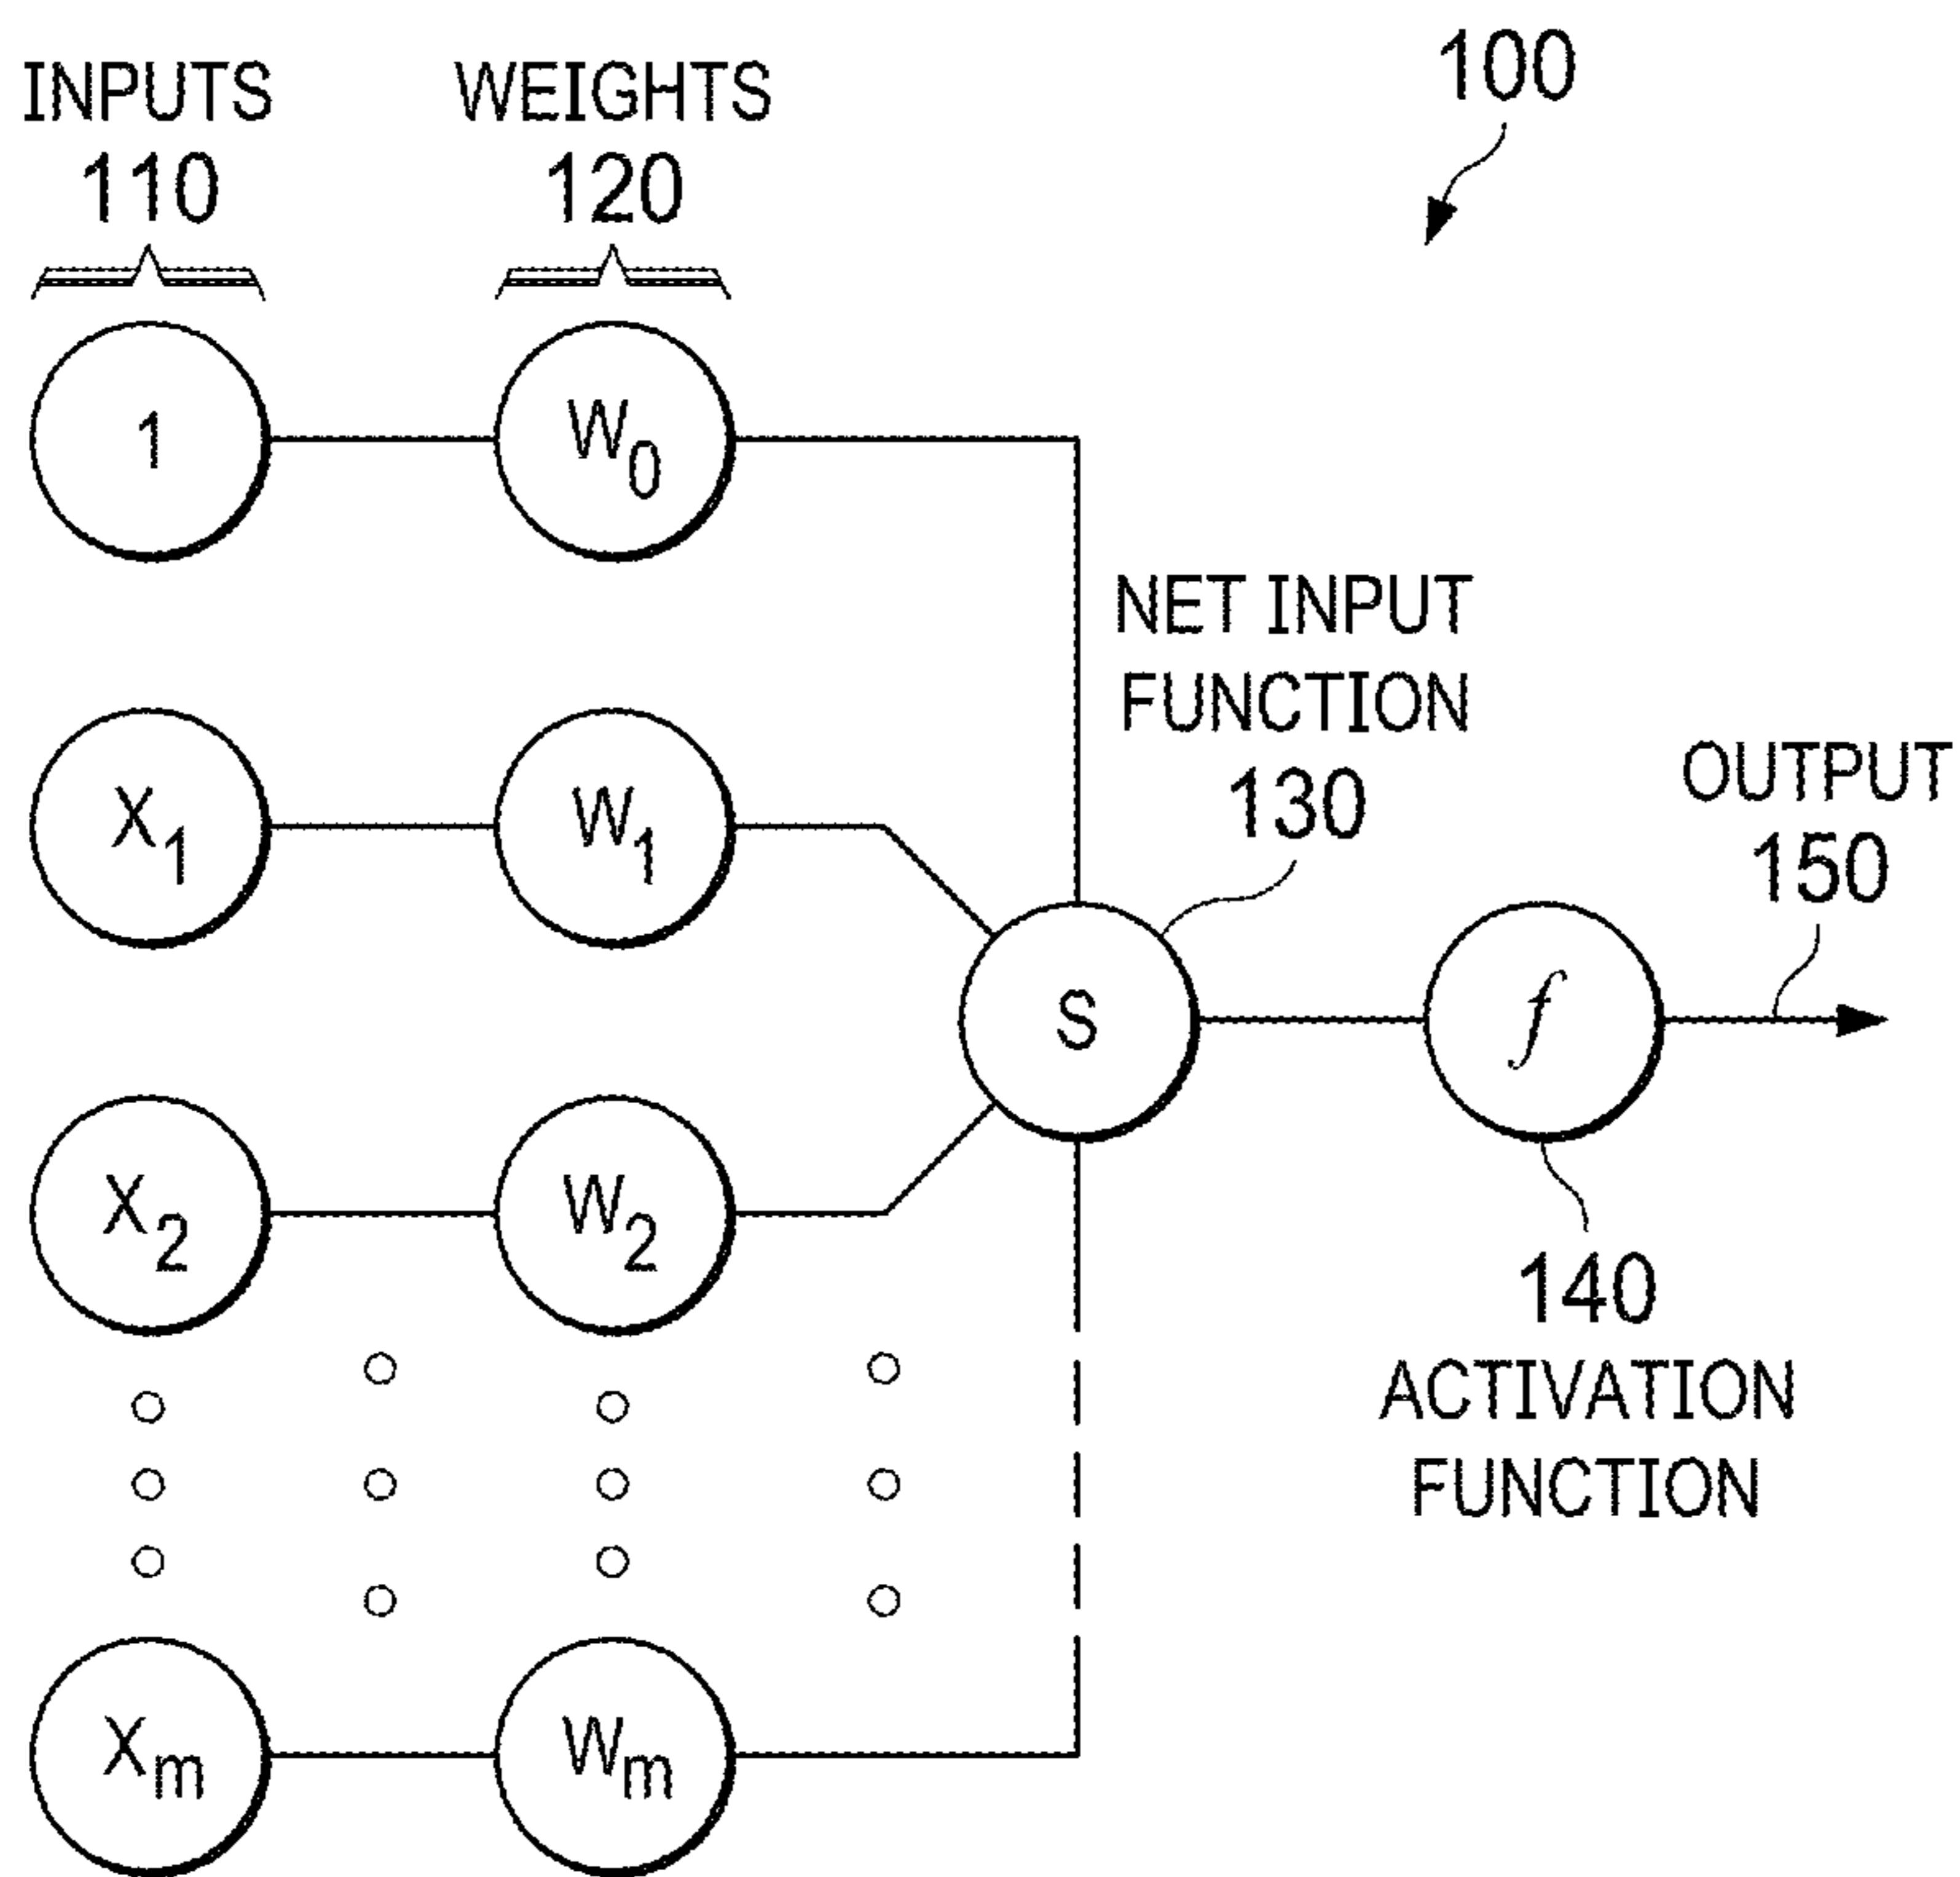 100
INPUTS
110
WEIGHTS
120
1
W0
NET INPUT
FUNCTION
130
X1
W1
OUTPUT
150
S
f
X2
W2
140
ACTIVATION
FUNCTION
Xm
Wm